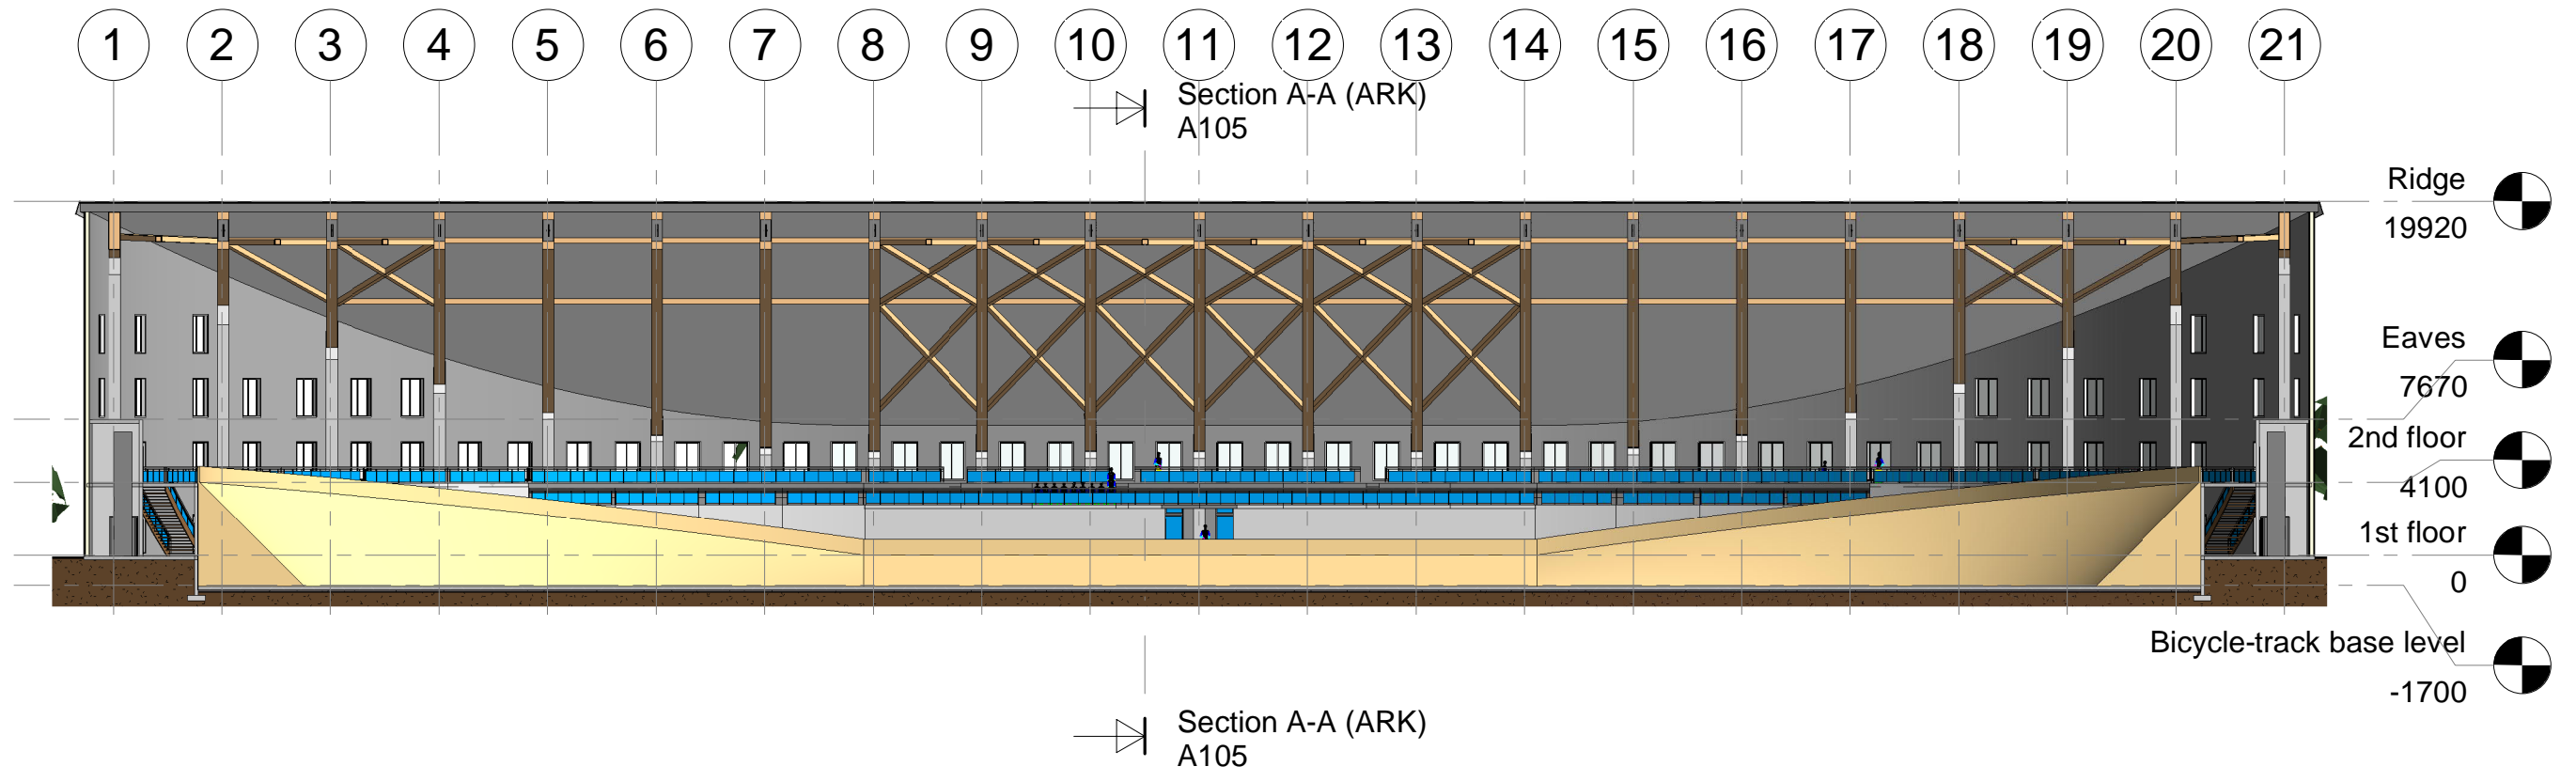 1 2 3 4 5 6 7 8 9 10 11 12 13 14 15 16 17 18 19 20 21
Section A-A (ARK)
A105
Ridge
19920
Eaves
7670
2nd floor
4100
1st floor
0
Bicycle-track base level
-1700
Section A-A (ARK)
A105